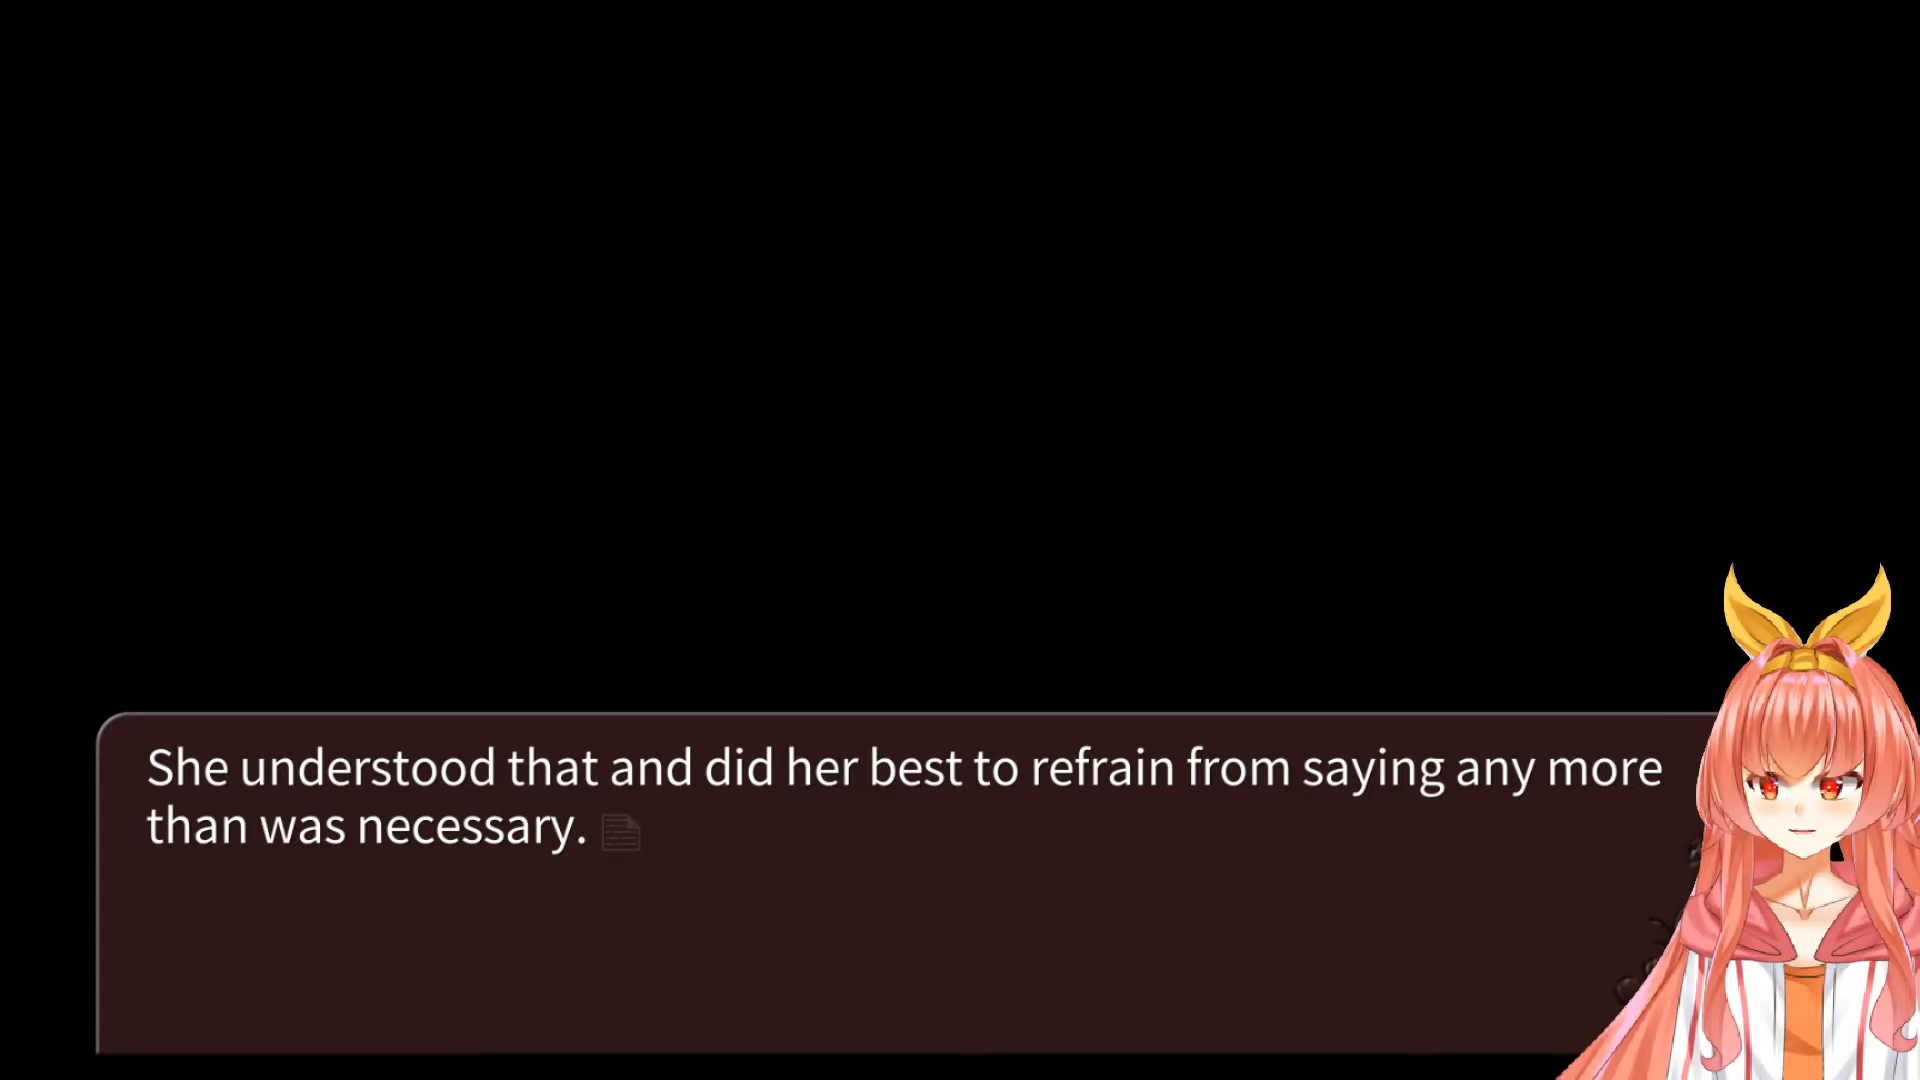 She understood that and did her best to refrain from saying any more
than was necessary.